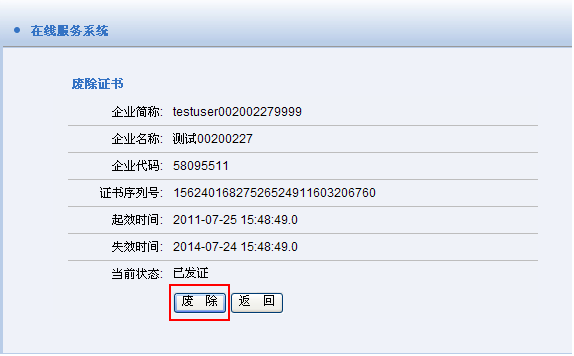 在线服务系统
废除证书
企业简称: testuser002002279999
企业名称: 测试00200227
企业代码: 58095511
证书序列号: 15624016827526524911603206760
起效时间: 2011-07-25 15:48:49.0
失效时间: 2014-07-24 15:48:49.0
当前状态: 已发证
废 除 返 回